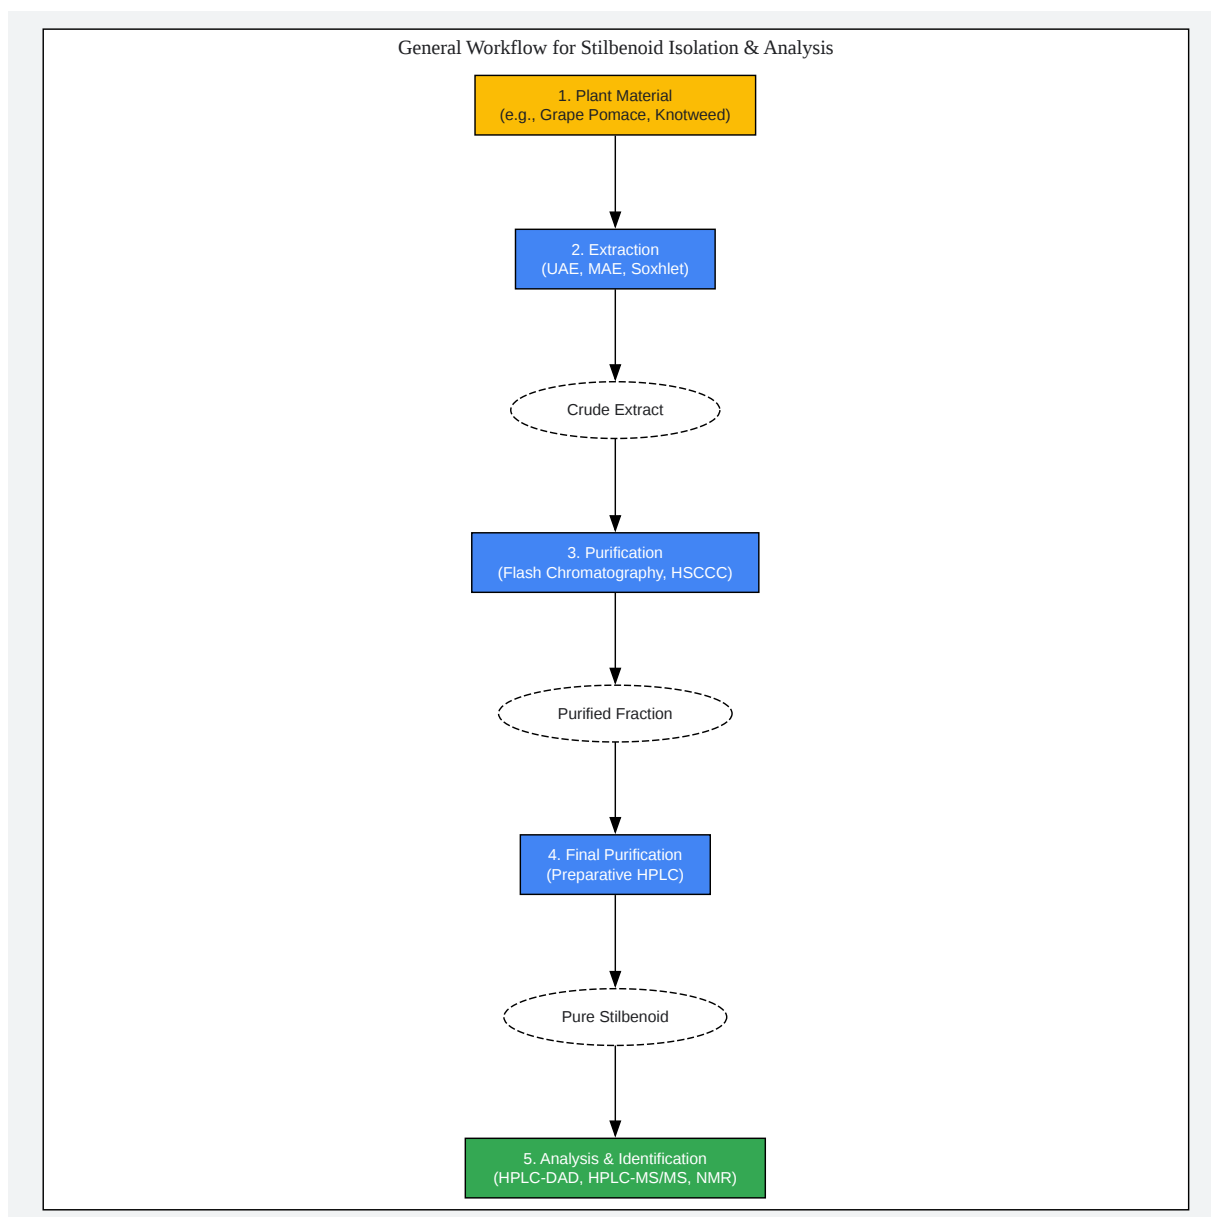 General Workflow for Stilbenoid Isolation & Analysis
1. Plant Material
(e.g., Grape Pomace, Knotweed)
2. Extraction
(UAE, MAE, Soxhlet)
Crude Extract
3. Purification
(Flash Chromatography, HSCCC)
Purified Fraction
4. Final Purification
(Preparative HPLC)
Pure Stilbenoid
5. Analysis & Identification
(HPLC-DAD, HPLC-MS/MS, NMR)